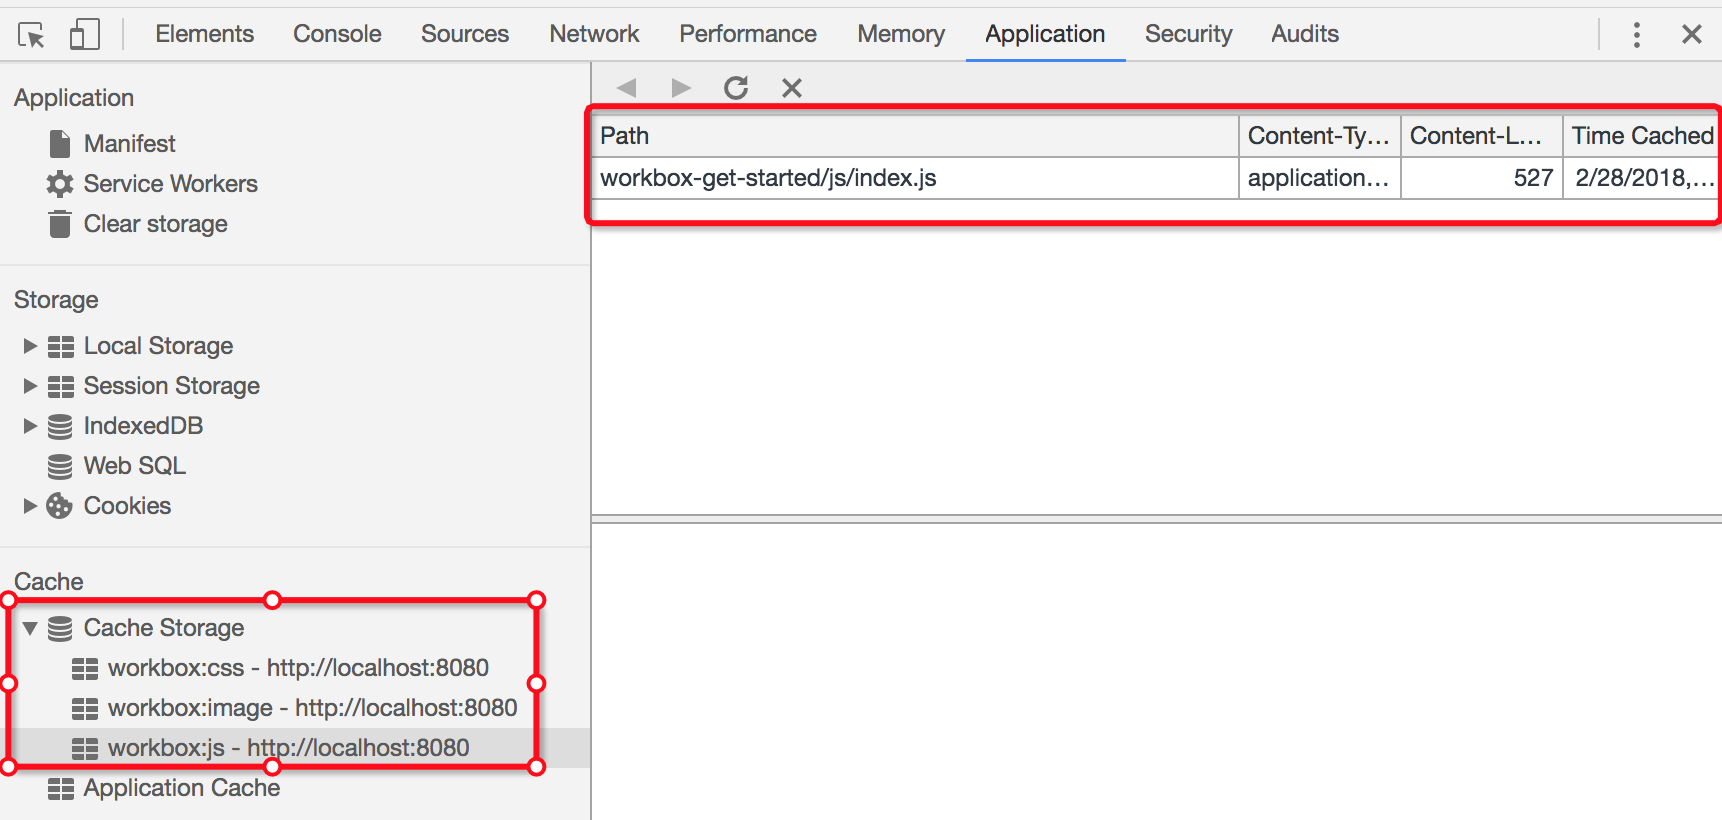 Elements Console Sources Network Performance Memory Application Security Audits
Application
Manifest
Service Workers
Clear storage
Storage
Local Storage
Session Storage
IndexedDB
Web SQL
Cookies
Cache
Cache Storage
workbox:css - http://localhost:8080
workbox:image - http://localhost:8080
workbox:js - http://localhost:8080
Application Cache
Path Content-Ty... Content-L... Time Cached
workbox-get-started/js/index.js application... 527 2/28/2018,...